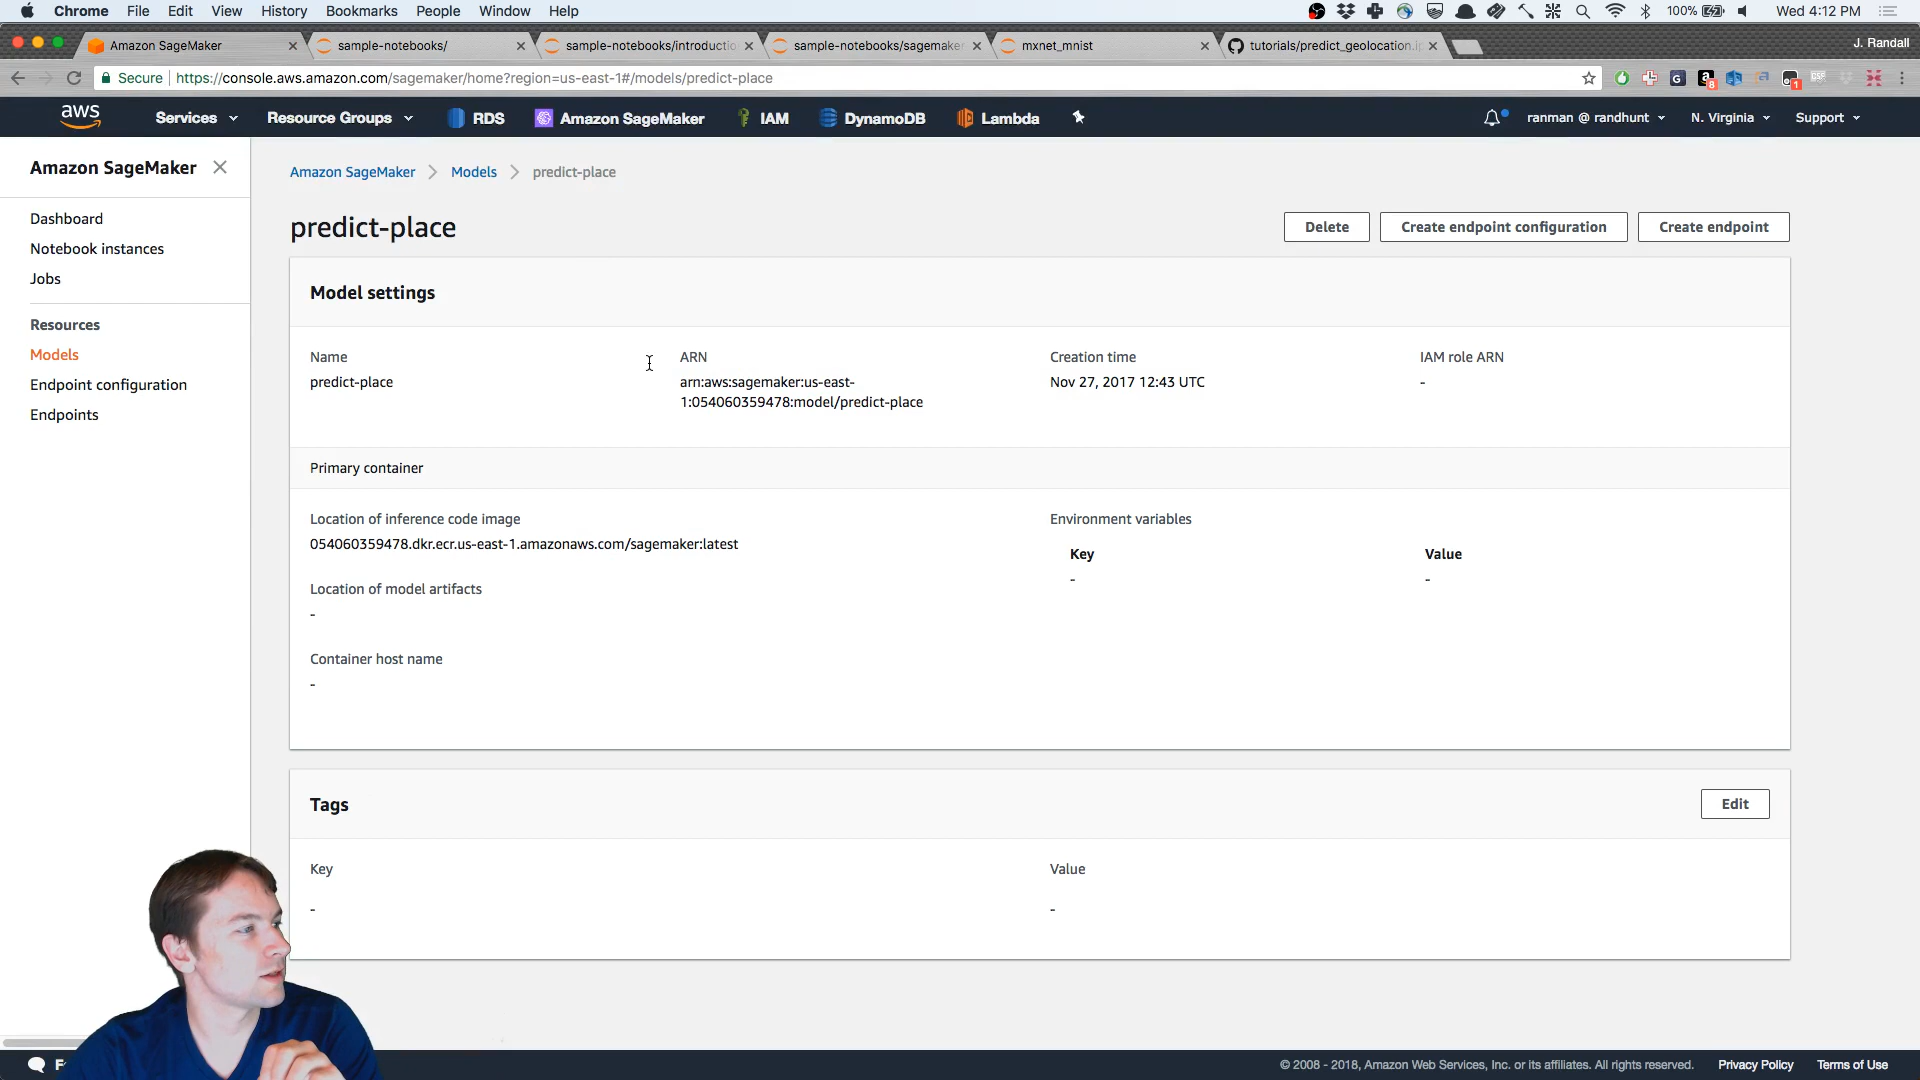 Chrome File Edit View History Bookmarks People Window Help 100% Wed 4:12 PM
Amazon SageMaker sample-notebooks/ sample-notebooks/introductio sample-notebooks/sagemaker mxnet_mnist tutorials/predict_geolocation.ip J. Randall
Secure https://console.aws.amazon.com/sagemaker/home?region=us-east-1#/models/predict-place
aws Services Resource Groups RDS Amazon SageMaker IAM DynamoDB Lambda ranman @ randhunt N. Virginia Support
Amazon SageMaker
Dashboard
Notebook instances
Jobs
Resources
Models
Endpoint configuration
Endpoints
Amazon SageMaker Models predict-place
predict-place Delete Create endpoint configuration Create endpoint
Model settings
Name ARN Creation time IAM role ARN
predict-place arn:aws:sagemaker:us-east- Nov 27, 2017 12:43 UTC -
1:054060359478:model/predict-place
Primary container
Location of inference code image Environment variables
054060359478.dkr.ecr.us-east-1.amazonaws.com/sagemaker:latest
Key Value
- -
Location of model artifacts
-
Container host name
-
Tags Edit
Key Value
- -
© 2008 - 2018, Amazon Web Services, Inc. or its affiliates. All rights reserved. Privacy Policy Terms of Use